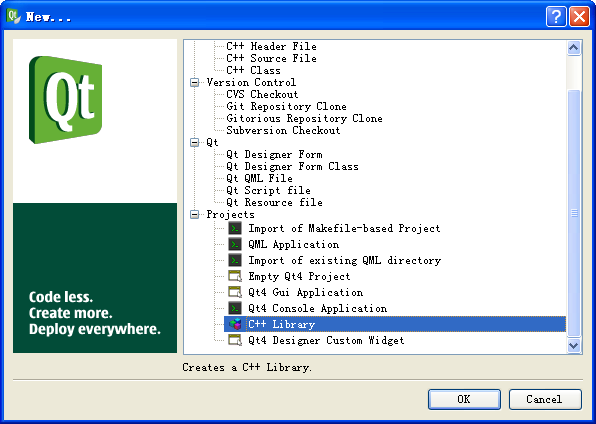 New...
Qt
Code less.
Create more.
Deploy everywhere.
C++ Header File
C++ Source File
C++ Class
Version Control
CVS Checkout
Git Repository Clone
Gitorious Repository Clone
Subversion Checkout
Qt
Qt Designer Form
Qt Designer Form Class
Qt QML File
Qt Script file
Qt Resource file
Projects
Import of Makefile-based Project
QML Application
Import of existing QML directory
Empty Qt4 Project
Qt4 Gui Application
Qt4 Console Application
C++ Library
Qt4 Designer Custom Widget
Creates a C++ Library.
OK
Cancel